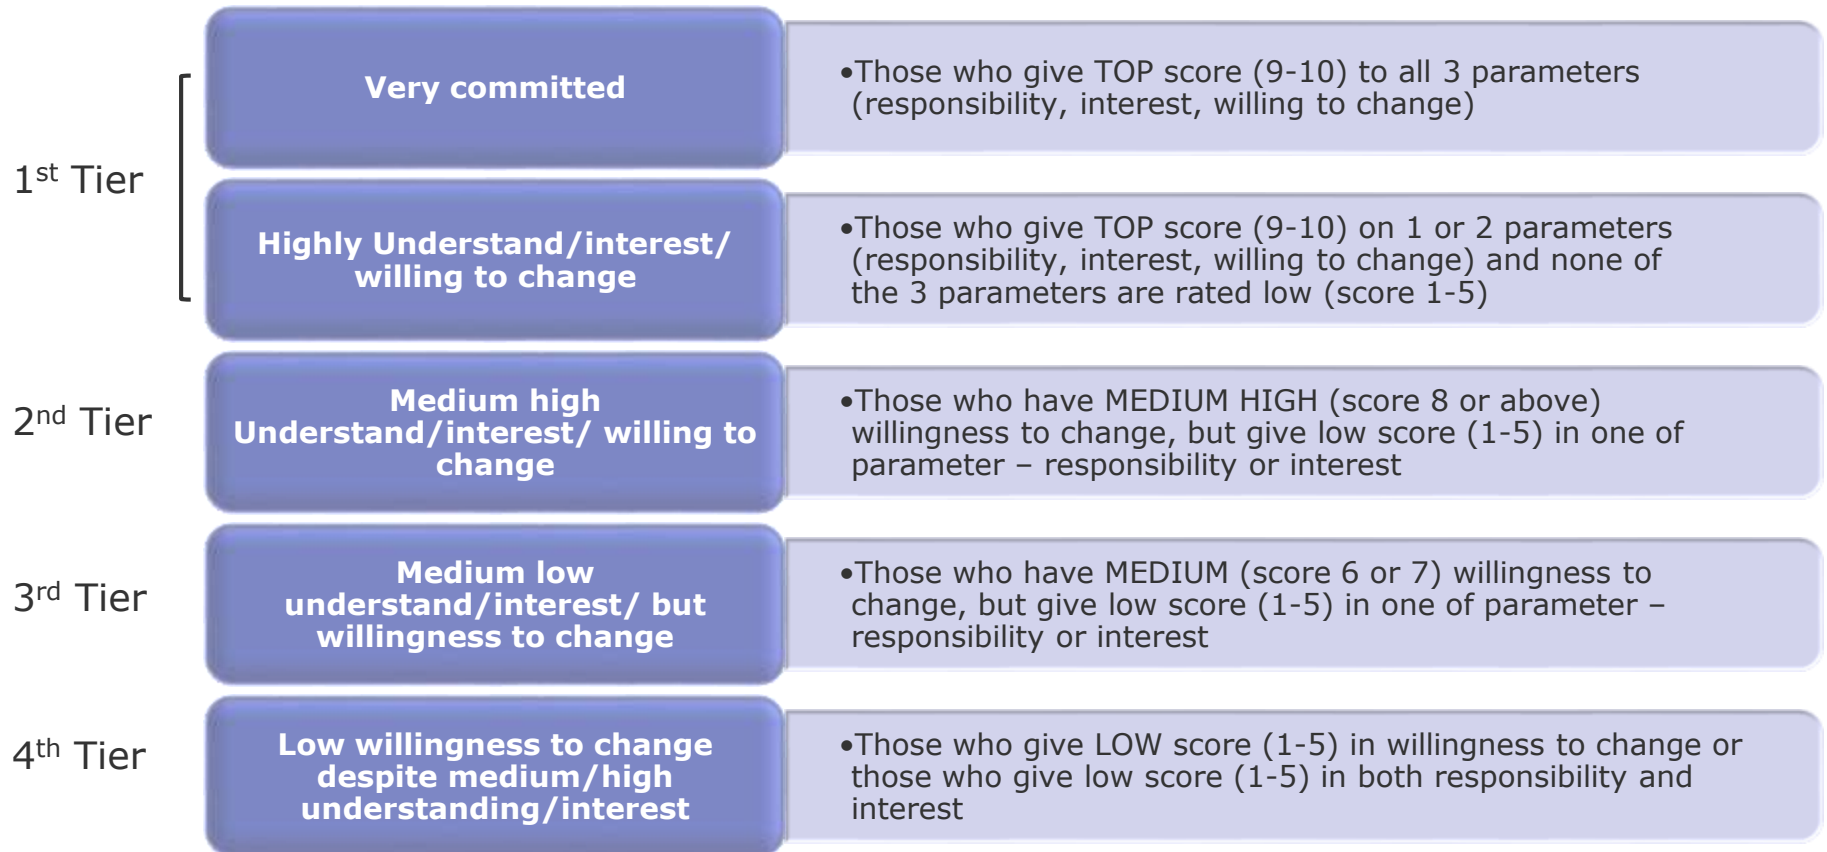 Very committed
•Those who give TOP score (9-10) to all 3 parameters
(responsibility, interest, willing to change)
1st Tier
Highly Understand/interest/
willing to change
•Those who give TOP score (9-10) on 1 or 2 parameters
(responsibility, interest, willing to change) and none of
the 3 parameters are rated low (score 1-5)
2nd Tier
Medium high
Understand/interest/ willing to
change
•Those who have MEDIUM HIGH (score 8 or above)
willingness to change, but give low score (1-5) in one of
parameter – responsibility or interest
3rd Tier
Medium low
understand/interest/ but
willingness to change
•Those who have MEDIUM (score 6 or 7) willingness to
change, but give low score (1-5) in one of parameter –
responsibility or interest
4th Tier
Low willingness to change
despite medium/high
understanding/interest
•Those who give LOW score (1-5) in willingness to change or
those who give low score (1-5) in both responsibility and
interest